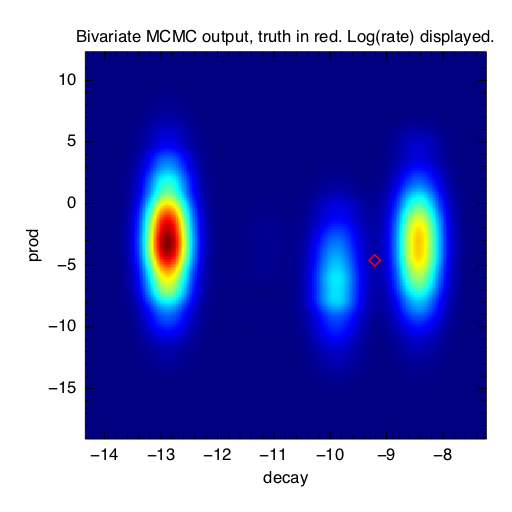 Bivariate MCMC output, truth in red. Log(rate) displayed.
10
5
0
−5
−10
−15
prod
−14 −13 −12 −11 −10 −9 −8
decay